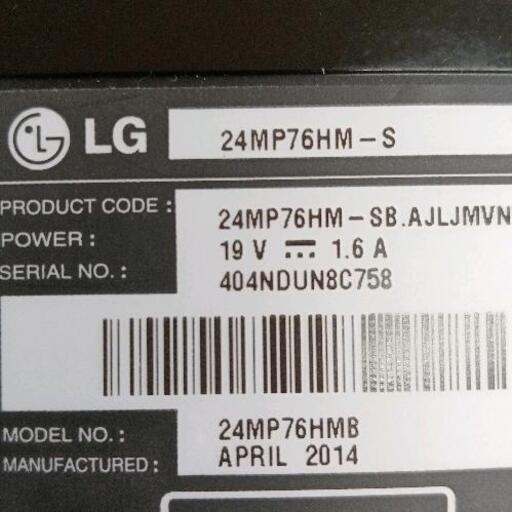 LG 24MP76HM-S
PRODUCT CODE : 24MP76HM-SB.AJLJMVN
POWER : 19 V ⎓ 1.6 A
SERIAL NO. : 404NDUN8C758
MODEL NO. : 24MP76HMB
MANUFACTURED : APRIL 2014